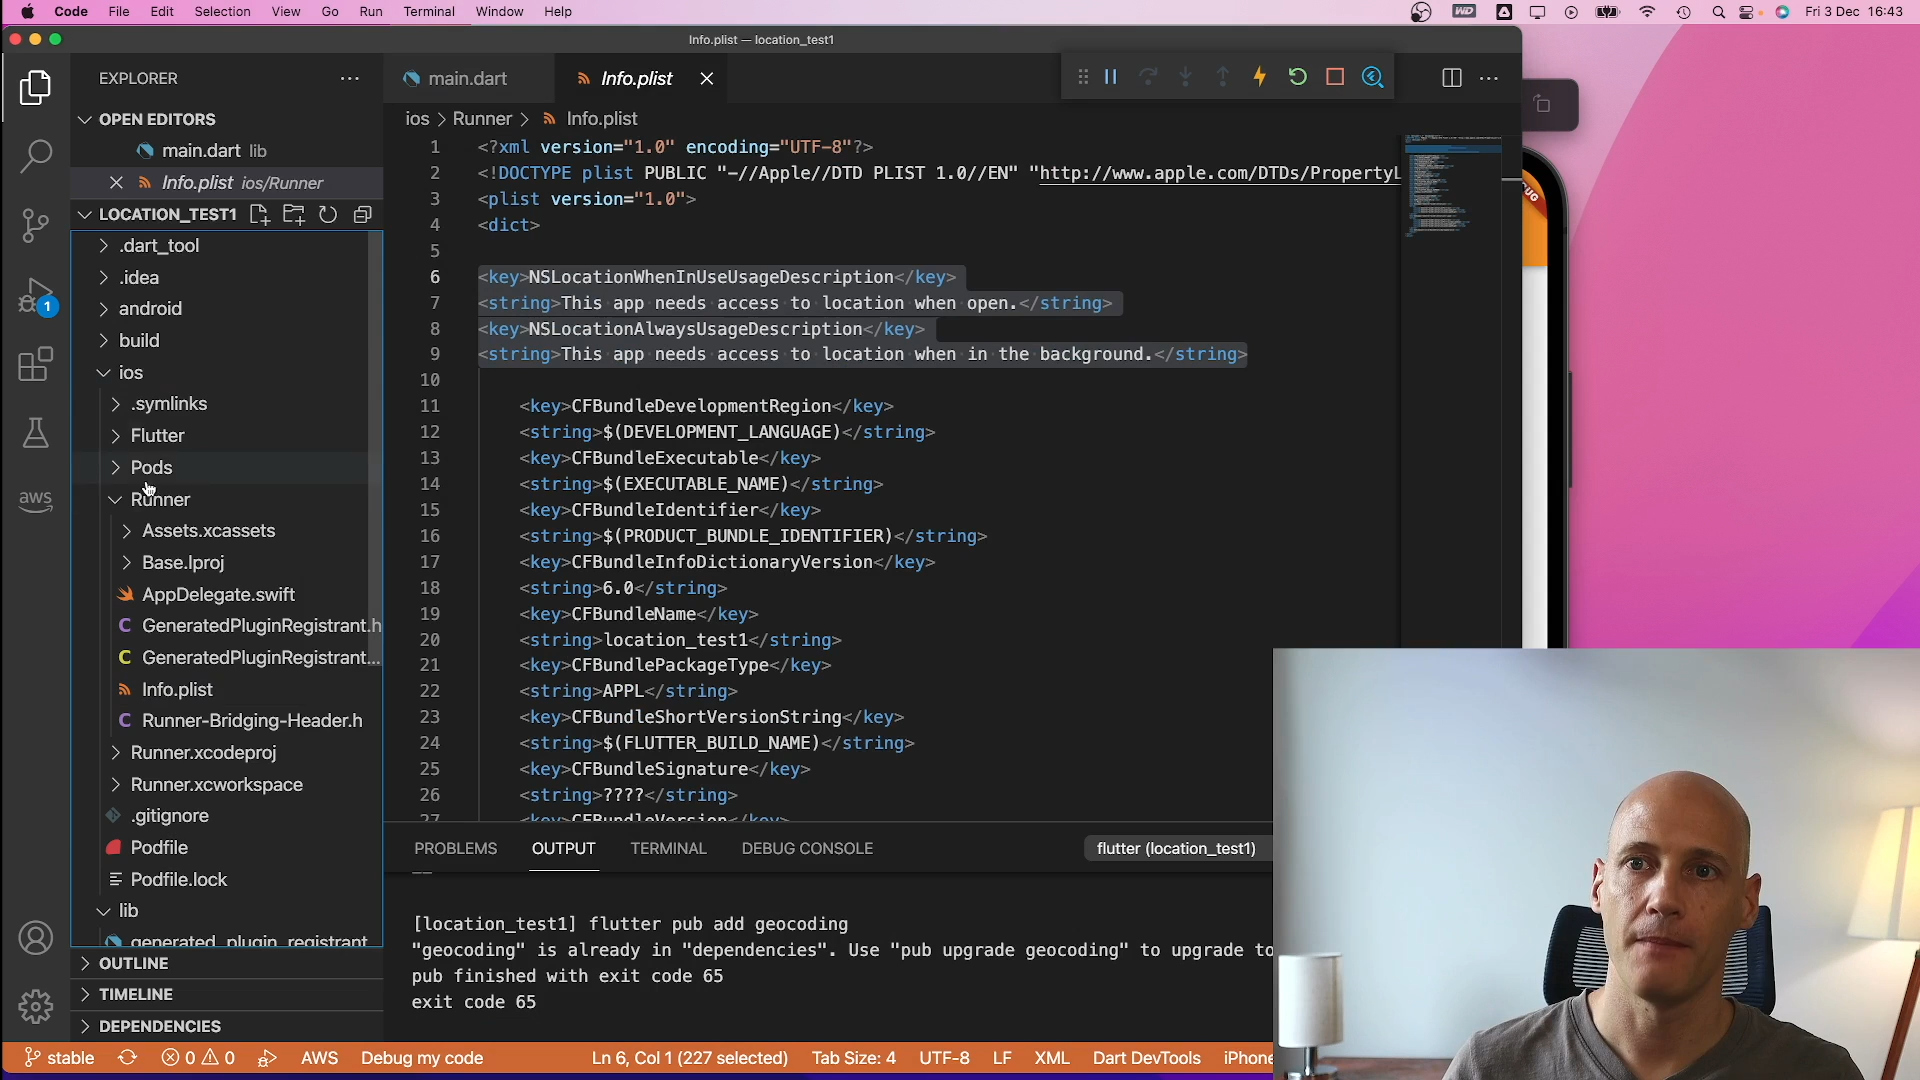 Code File Edit Selection View Go Run Terminal Window Help
WD
Fri 3 Dec 16:43
Info.plist — location_test1
EXPLORER
main.dart
Info.plist
OPEN EDITORS
main.dart lib
Info.plist ios/Runner
LOCATION_TEST1
.dart_tool
.idea
android
build
ios
.symlinks
Flutter
Pods
Runner
Assets.xcassets
Base.lproj
AppDelegate.swift
GeneratedPluginRegistrant.h
GeneratedPluginRegistrant...
Info.plist
Runner-Bridging-Header.h
Runner.xcodeproj
Runner.xcworkspace
.gitignore
Podfile
Podfile.lock
lib
generated_plugin_registrant
OUTLINE
TIMELINE
DEPENDENCIES
1
aws
ios > Runner > Info.plist
1 <?xml version="1.0" encoding="UTF-8"?>
2 <!DOCTYPE plist PUBLIC "-//Apple//DTD PLIST 1.0//EN" "http://www.apple.com/DTDs/PropertyL
3 <plist version="1.0">
4 <dict>
5
6 <key>NSLocationWhenInUseUsageDescription</key>
7 <string>This app needs access to location when open.</string>
8 <key>NSLocationAlwaysUsageDescription</key>
9 <string>This app needs access to location when in the background.</string>
10
11 <key>CFBundleDevelopmentRegion</key>
12 <string>$(DEVELOPMENT_LANGUAGE)</string>
13 <key>CFBundleExecutable</key>
14 <string>$(EXECUTABLE_NAME)</string>
15 <key>CFBundleIdentifier</key>
16 <string>$(PRODUCT_BUNDLE_IDENTIFIER)</string>
17 <key>CFBundleInfoDictionaryVersion</key>
18 <string>6.0</string>
19 <key>CFBundleName</key>
20 <string>location_test1</string>
21 <key>CFBundlePackageType</key>
22 <string>APPL</string>
23 <key>CFBundleShortVersionString</key>
24 <string>$(FLUTTER_BUILD_NAME)</string>
25 <key>CFBundleSignature</key>
26 <string>????</string>
27 <key>CFBundleVersion</key>
PROBLEMS OUTPUT TERMINAL DEBUG CONSOLE
flutter (location_test1)
[location_test1] flutter pub add geocoding
"geocoding" is already in "dependencies". Use "pub upgrade geocoding" to upgrade to
pub finished with exit code 65
exit code 65
stable 0 0 AWS Debug my code Ln 6, Col 1 (227 selected) Tab Size: 4 UTF-8 LF XML Dart DevTools iPhone